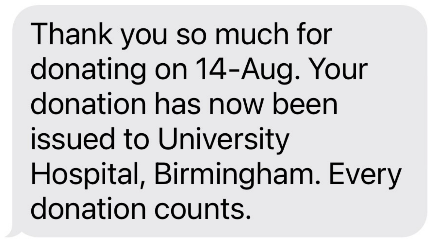 Thank you so much for
donating on 14-Aug. Your
donation has now been
issued to University
Hospital, Birmingham. Every
donation counts.